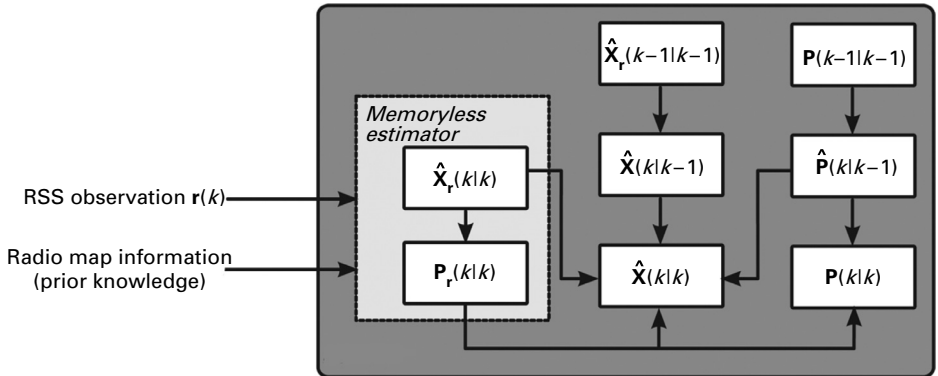 X̂ᵣ(k–1|k–1)
P(k–1|k–1)
Memoryless
estimator
X̂ᵣ(k|k)
X̂(k|k–1)
P̂(k|k–1)
RSS observation r(k)
Radio map information
(prior knowledge)
Pᵣ(k|k)
X̂(k|k)
P(k|k)